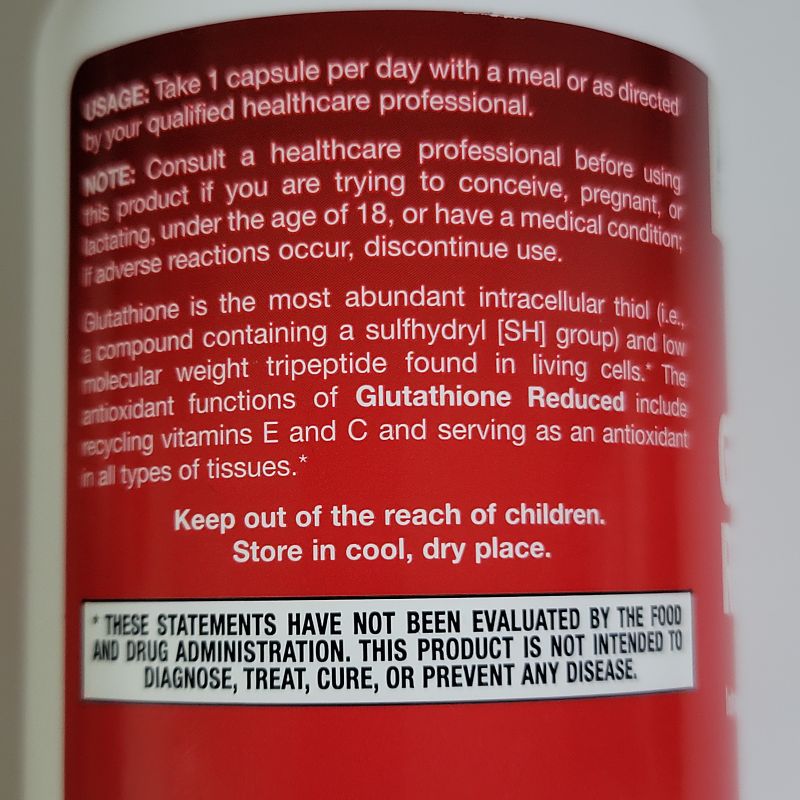 USAGE: Take 1 capsule per day with a meal or as directed
by your qualified healthcare professional.
NOTE: Consult a healthcare professional before using
this product if you are trying to conceive, pregnant, or
lactating, under the age of 18, or have a medical condition;
if adverse reactions occur, discontinue use.
Glutathione is the most abundant intracellular thiol (i.e.,
a compound containing a sulfhydryl [SH] group) and low
molecular weight tripeptide found in living cells.* The
antioxidant functions of Glutathione Reduced include
recycling vitamins E and C and serving as an antioxidant
in all types of tissues.*
Keep out of the reach of children.
Store in cool, dry place.
* THESE STATEMENTS HAVE NOT BEEN EVALUATED BY THE FOOD
AND DRUG ADMINISTRATION. THIS PRODUCT IS NOT INTENDED TO
DIAGNOSE, TREAT, CURE, OR PREVENT ANY DISEASE.